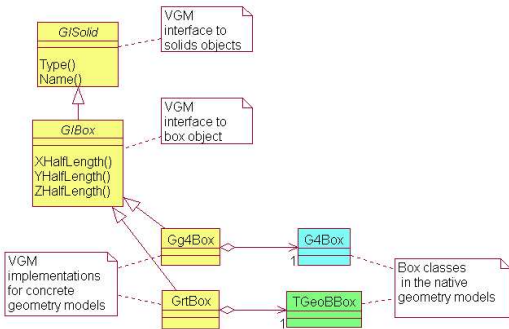 GISolid
Type()
Name()
VGM
interface to
solids objects
GIBox
XHalfLength()
YHalfLength()
ZHalfLength()
VGM
interface to
box object
Gg4Box
1
G4Box
VGM
implementations
for concrete
geometry models
Box classes
in the native
geometry models
GrtBox
1
TGeoBBox